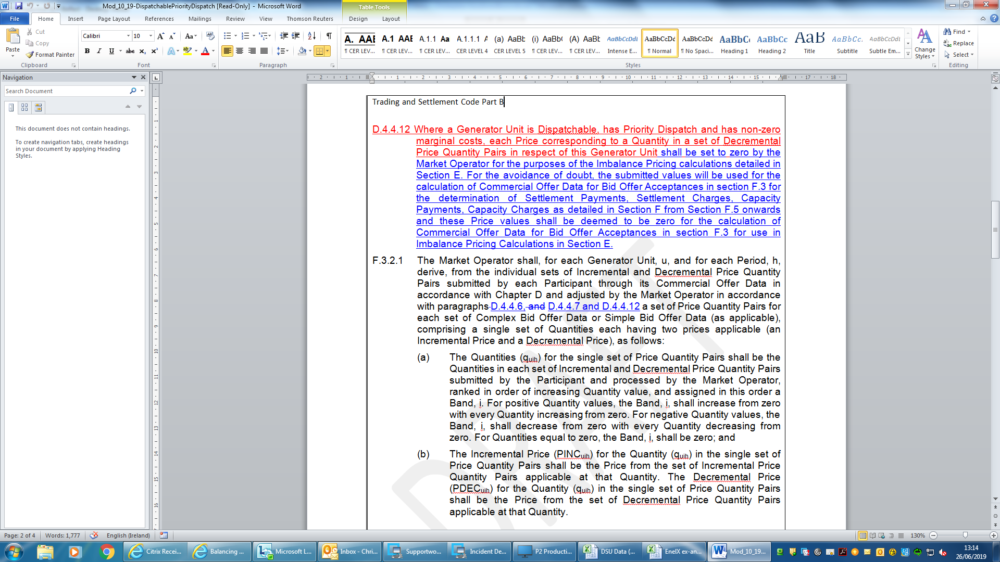 Mod_10_19-DispatchablePriorityDispatch [Read-Only] - Microsoft Word
Table Tools
File Home Insert Page Layout References Mailings Review View Thomson Reuters Design Layout
Paste Cut Copy Format Painter
Calibri 10
Change Styles
Find Replace Select
A. AAB A.1 AAB A.1.1 Aa A.1.1.1 A (a) AaBb (i) AaBb( (A) AaBb AaBbCcDdI AaBbCcDd AaBbCcDd AaBbC AaBbCc AaB AaBbCc. AaBbCcDdI
¶ CER LEV... ¶ CER LEV... ¶ CER LEV... CER LEVEL 4 CER LEVEL 5 ¶ CER LEV... ¶ CER LEV... Intense E... ¶ Normal ¶ No Spaci... Heading 1 Heading 2 Title Subtitle Subtle Em...
Clipboard Font Paragraph Styles Editing
Navigation
Search Document
This document does not contain headings.
To create navigation tabs, create headings
in your document by applying Heading
Styles.
Trading and Settlement Code Part B
D.4.4.12 Where a Generator Unit is Dispatchable, has Priority Dispatch and has non-zero
marginal costs, each Price corresponding to a Quantity in a set of Decremental
Price Quantity Pairs in respect of this Generator Unit shall be set to zero by the
Market Operator for the purposes of the Imbalance Pricing calculations detailed in
Section E. For the avoidance of doubt, the submitted values will be used for the
calculation of Commercial Offer Data for Bid Offer Acceptances in section F.3 for
the determination of Settlement Payments, Settlement Charges, Capacity
Payments, Capacity Charges as detailed in Section F from Section F.5 onwards
and these Price values shall be deemed to be zero for the calculation of
Commercial Offer Data for Bid Offer Acceptances in section F.3 for use in
Imbalance Pricing Calculations in Section E.
F.3.2.1 The Market Operator shall, for each Generator Unit, u, and for each Period, h,
derive, from the individual sets of Incremental and Decremental Price Quantity
Pairs submitted by each Participant through its Commercial Offer Data in
accordance with Chapter D and adjusted by the Market Operator in accordance
with paragraphs D.4.4.6, and D.4.4.7 and D.4.4.12 a set of Price Quantity Pairs for
each set of Complex Bid Offer Data or Simple Bid Offer Data (as applicable),
comprising a single set of Quantities each having two prices applicable (an
Incremental Price and a Decremental Price), as follows:
(a) The Quantities (quih) for the single set of Price Quantity Pairs shall be the
Quantities in each set of Incremental and Decremental Price Quantity Pairs
submitted by the Participant and processed by the Market Operator,
ranked in order of increasing Quantity value, and assigned in this order a
Band, i. For positive Quantity values, the Band, i, shall increase from zero
with every Quantity increasing from zero. For negative Quantity values, the
Band, i, shall decrease from zero with every Quantity decreasing from
zero. For Quantities equal to zero, the Band, i, shall be zero; and
(b) The Incremental Price (PINCuih) for the Quantity (quih) in the single set of
Price Quantity Pairs shall be the Price from the set of Incremental Price
Quantity Pairs applicable at that Quantity. The Decremental Price
(PDECuih) for the Quantity (quih) in the single set of Price Quantity Pairs
shall be the Price from the set of Decremental Price Quantity Pairs
applicable at that Quantity.
DRAFT
Page: 2 of 4 Words: 1,777 English (Ireland) 130%
Citrix Recei... Balancing ... Microsoft L... Inbox - Chri... Supportwo... Incident De... P2 Producti... DSU Data (... EnelX ex-an... Mod_10_19...
13:14
26/06/2019